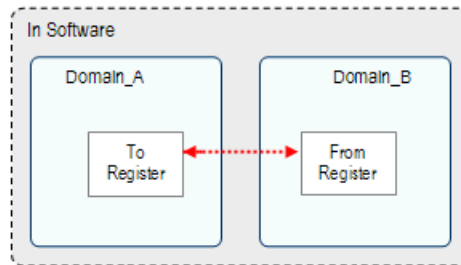 In Software
Domain_A
Domain_B
To
Register
From
Register